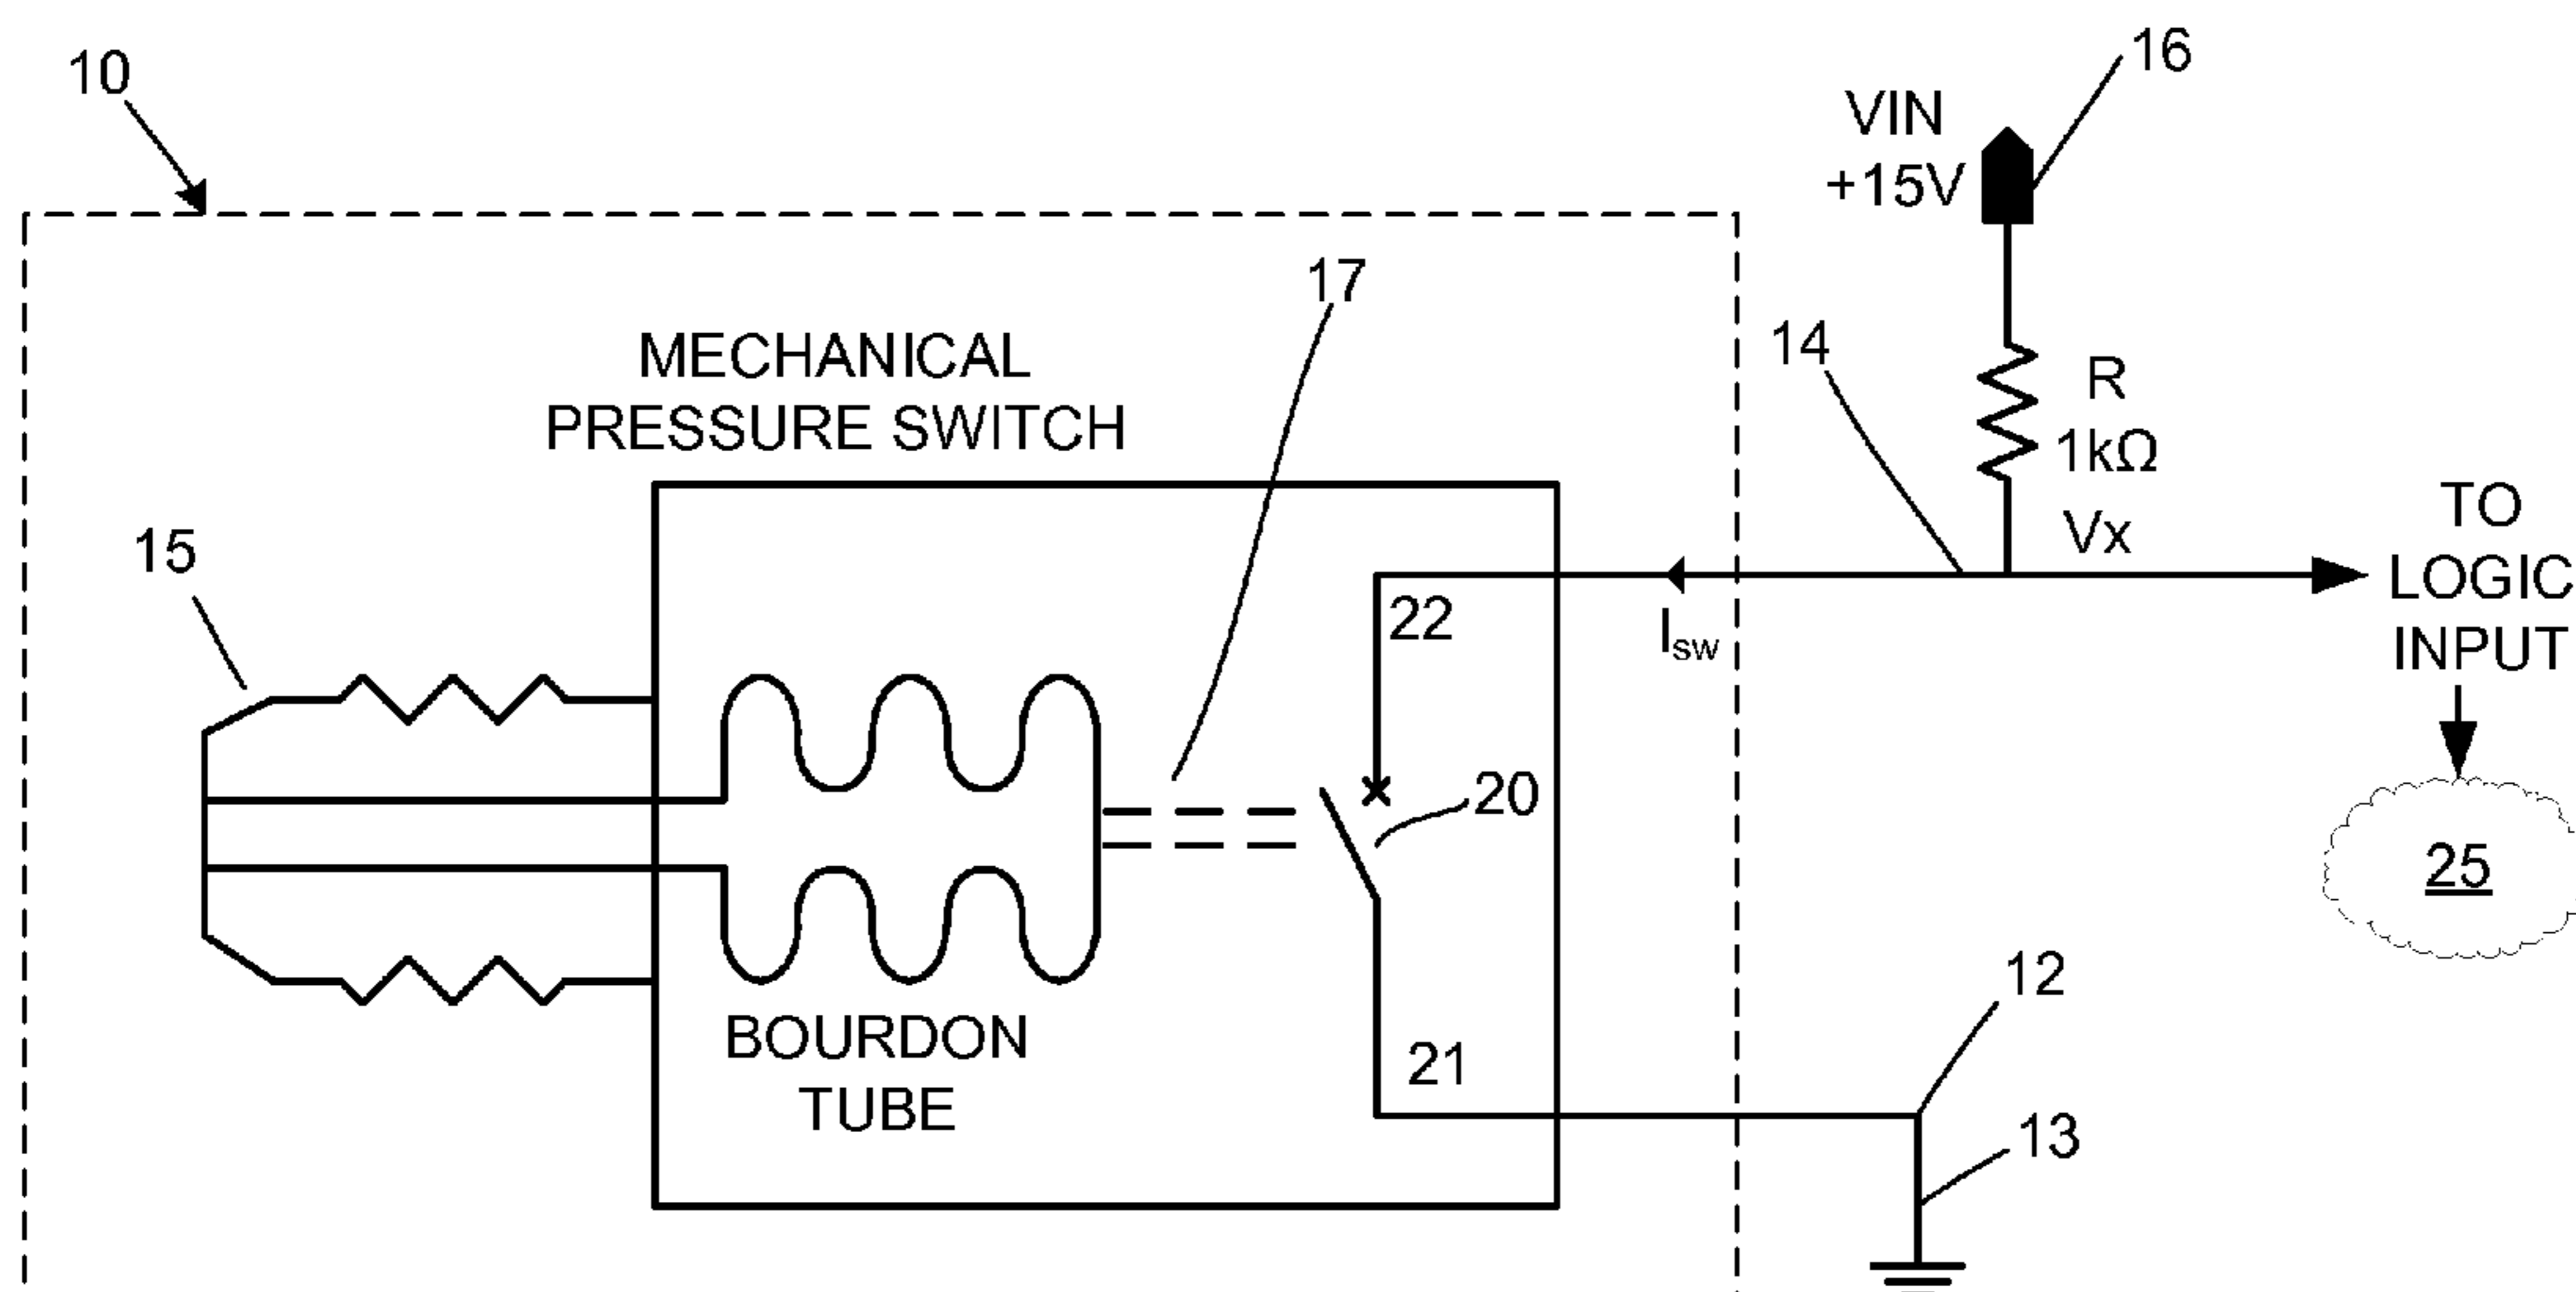 10
16
VIN
+15V
17
MECHANICAL
PRESSURE SWITCH
14
R
1kΩ
Vx
TO
LOGIC
INPUT
15
22
Isw
20
25
BOURDON
TUBE
21
12
13